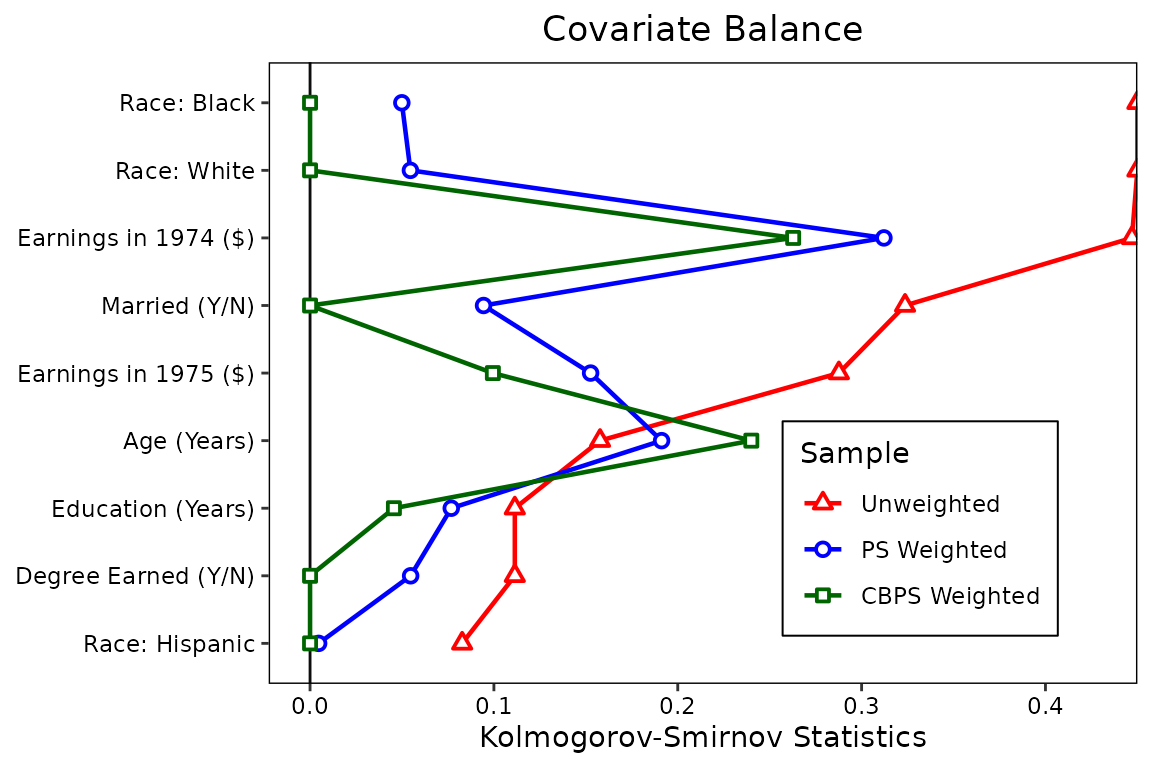 Covariate Balance
Race: Black
Race: White
Earnings in 1974 ($)
Married (Y/N)
Earnings in 1975 ($)
Age (Years)
Education (Years)
Degree Earned (Y/N)
Race: Hispanic
Sample
Unweighted
PS Weighted
CBPS Weighted
0.0 0.1 0.2 0.3 0.4
Kolmogorov-Smirnov Statistics